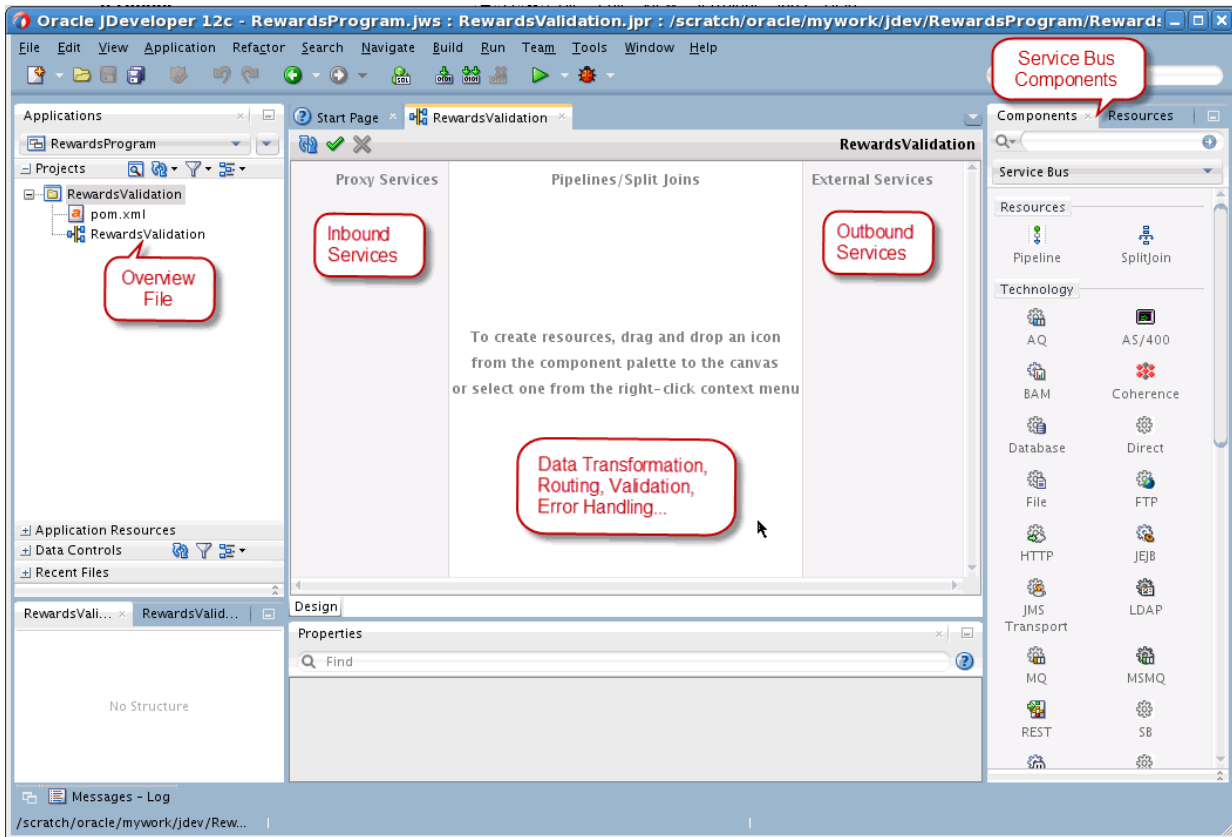 Oracle JDeveloper 12c - RewardsProgram.jws : RewardsValidation.jpr : /scratch/oracle/mywork/jdev/RewardsProgram/Rewards
File Edit View Application Refactor Search Navigate Build Run Team Tools Window Help
Service Bus
Components
Applications
RewardsProgram
Projects
RewardsValidation
pom.xml
RewardsValidation
Overview
File
Application Resources
Data Controls
Recent Files
RewardsVali... RewardsValid...
No Structure
Start Page RewardsValidation
RewardsValidation
Proxy Services Pipelines/Split Joins External Services
Inbound
Services
Outbound
Services
To create resources, drag and drop an icon
from the component palette to the canvas
or select one from the right-click context menu
Data Transformation,
Routing, Validation,
Error Handling...
Design
Properties
Find
Components Resources
Service Bus
Resources
Pipeline SplitJoin
Technology
AQ AS/400
BAM Coherence
Database Direct
File FTP
HTTP JEJB
JMS LDAP
Transport
MQ MSMQ
REST SB
Messages - Log
/scratch/oracle/mywork/jdev/Rew...